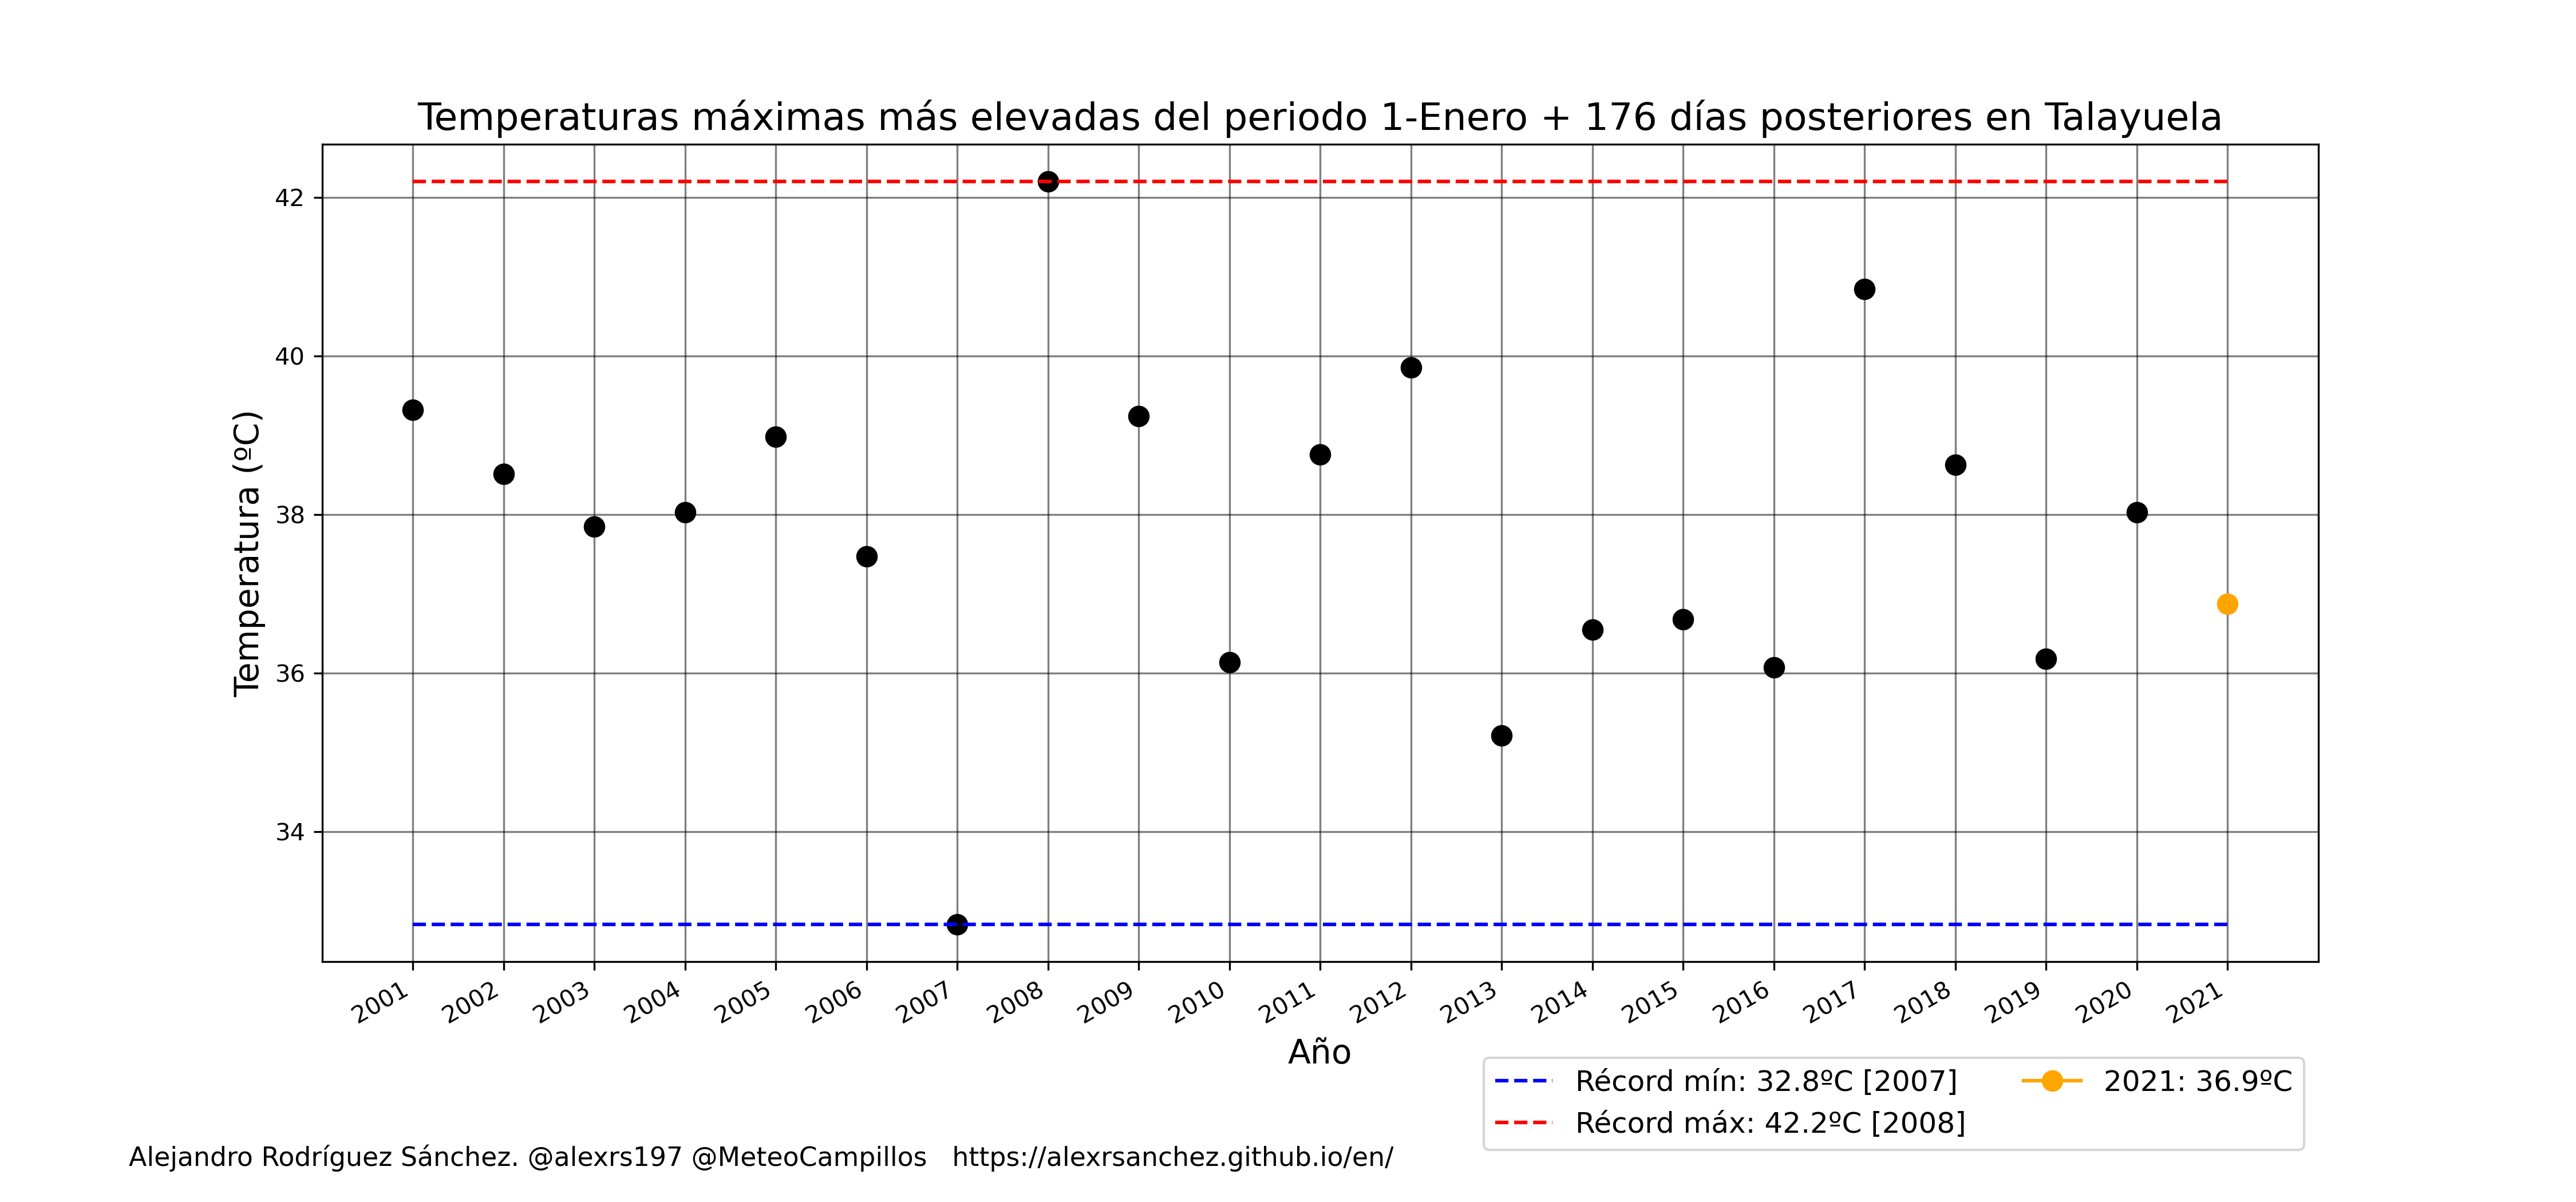 Temperaturas máximas más elevadas del periodo 1-Enero + 176 días posteriores en Talayuela
Temperatura (ºC)
42
40
38
36
34
2001 2002 2003 2004 2005 2006 2007 2008 2009 2010 2011 2012 2013 2014 2015 2016 2017 2018 2019 2020 2021
Año
Récord mín: 32.8ºC [2007]
Récord máx: 42.2ºC [2008]
2021: 36.9ºC
Alejandro Rodríguez Sánchez. @alexrs197 @MeteoCampillos https://alexrsanchez.github.io/en/